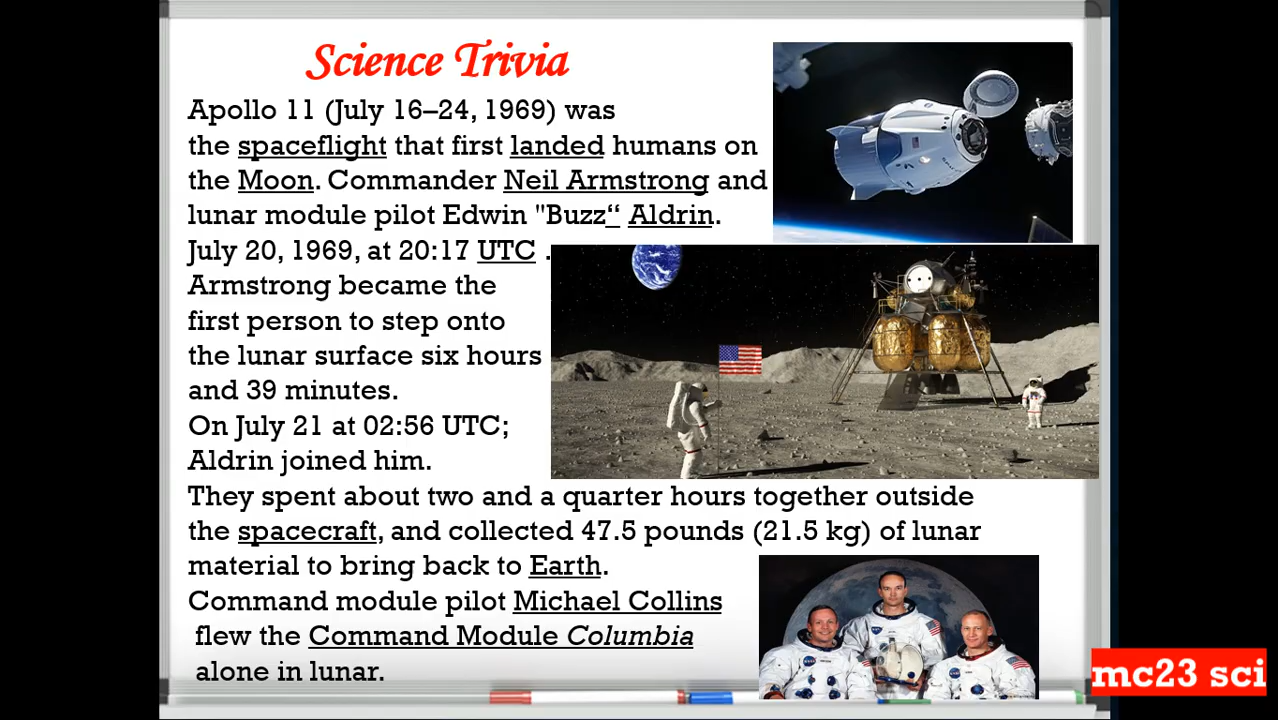 Science Trivia
Apollo 11 (July 16–24, 1969) was
the spaceflight that first landed humans on
the Moon. Commander Neil Armstrong and
lunar module pilot Edwin "Buzz“ Aldrin.
July 20, 1969, at 20:17 UTC .
Armstrong became the
first person to step onto
the lunar surface six hours
and 39 minutes.
On July 21 at 02:56 UTC;
Aldrin joined him.
They spent about two and a quarter hours together outside
the spacecraft, and collected 47.5 pounds (21.5 kg) of lunar
material to bring back to Earth.
Command module pilot Michael Collins
flew the Command Module Columbia
alone in lunar.
mc23 sci